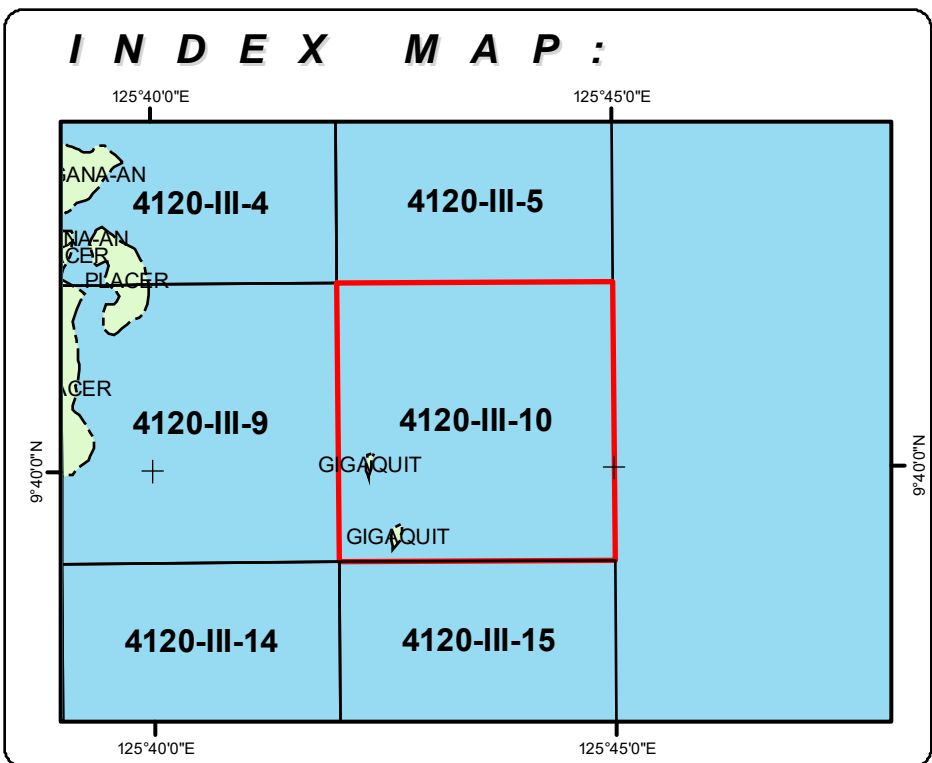 INDEX MAP:
125°40'0"E
125°45'0"E
GANA-AN
4120-III-4
4120-III-5
CER
PLACER
ACER
4120-III-9
4120-III-10
9°40'0"N
9°40'0"N
GIGAQUIT
GIGAQUIT
4120-III-14
4120-III-15
125°40'0"E
125°45'0"E